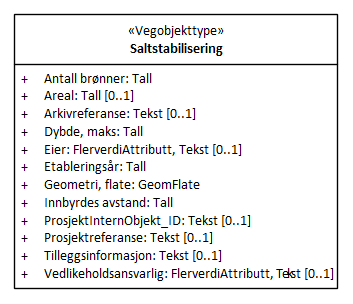 «Vegobjekttype»
Saltstabilisering
+ Antall brønner: Tall
+ Areal: Tall [0..1]
+ Arkivreferanse: Tekst [0..1]
+ Dybde, maks: Tall
+ Eier: FlerverdiAttributt, Tekst [0..1]
+ Etableringsår: Tall
+ Geometri, flate: GeomFlate
+ Innbyrdes avstand: Tall
+ ProsjektInternObjekt_ID: Tekst [0..1]
+ Prosjektreferanse: Tekst [0..1]
+ Tilleggsinformasjon: Tekst [0..1]
+ Vedlikeholdsansvarlig: FlerverdiAttributt, Tekst [0..1]